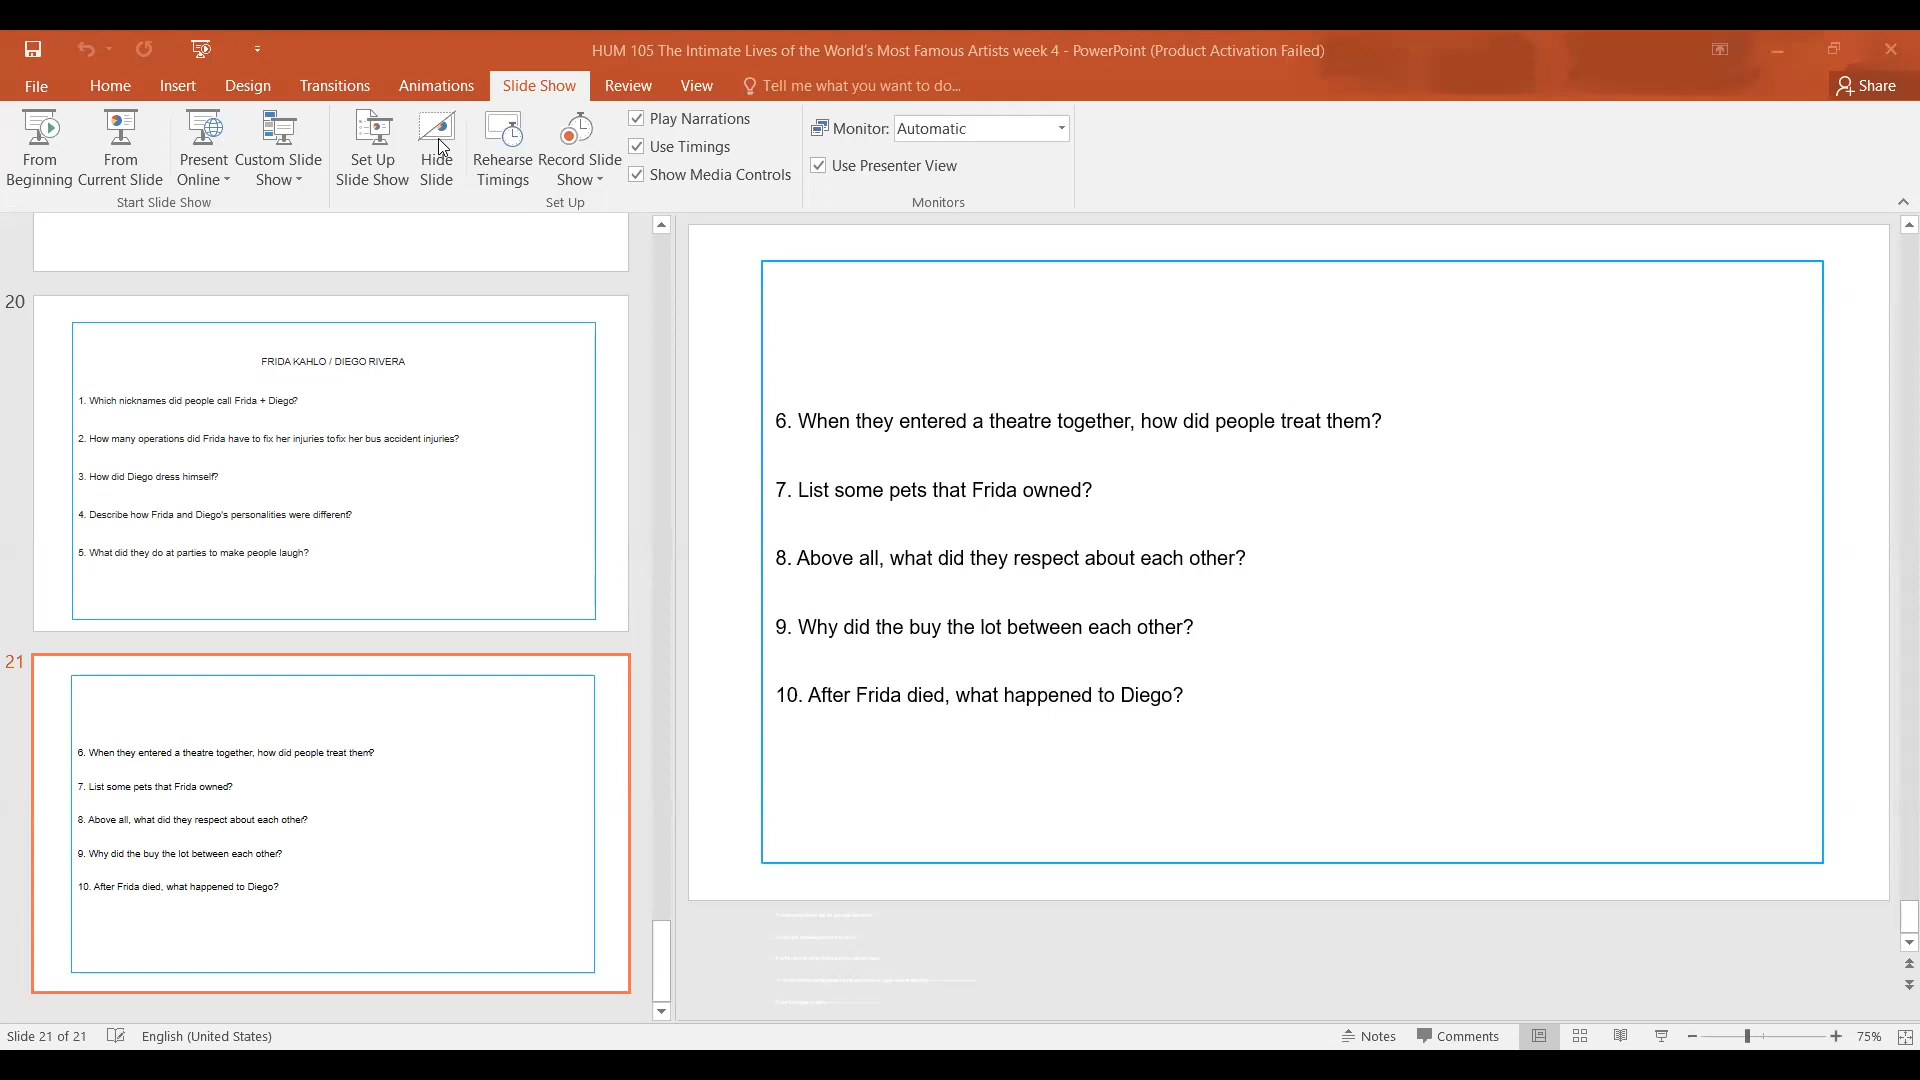 HUM 105 The Intimate Lives of the World's Most Famous Artists week 4 - PowerPoint (Product Activation Failed)
File Home Insert Design Transitions Animations Slide Show Review View Tell me what you want to do... Share
From Beginning
From Current Slide
Present Online
Custom Slide Show
Set Up Slide Show
Hide Slide
Rehearse Timings
Record Slide Show
Play Narrations
Use Timings
Show Media Controls
Monitor: Automatic
Use Presenter View
Start Slide Show
Set Up
Monitors
20
FRIDA KAHLO / DIEGO RIVERA
1. Which nicknames did people call Frida + Diego?
2. How many operations did Frida have to fix her injuries tofix her bus accident injuries?
3. How did Diego dress himself?
4. Describe how Frida and Diego's personalities were different?
5. What did they do at parties to make people laugh?
21
6. When they entered a theatre together, how did people treat them?
7. List some pets that Frida owned?
8. Above all, what did they respect about each other?
9. Why did the buy the lot between each other?
10. After Frida died, what happened to Diego?
6. When they entered a theatre together, how did people treat them?
7. List some pets that Frida owned?
8. Above all, what did they respect about each other?
9. Why did the buy the lot between each other?
10. After Frida died, what happened to Diego?
Slide 21 of 21 English (United States) Notes Comments 75%